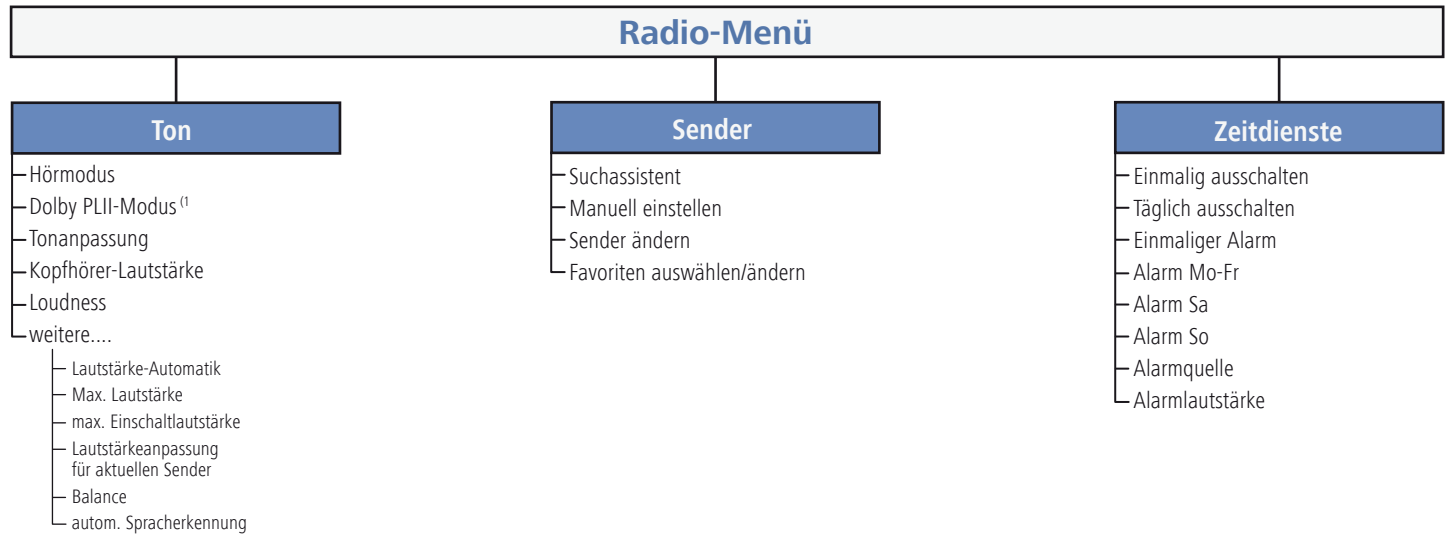 Radio-Menü
Ton
Hörmodus
Dolby PLII-Modus (1
Tonanpassung
Kopfhörer-Lautstärke
Loudness
weitere....
Lautstärke-Automatik
Max. Lautstärke
max. Einschaltlautstärke
Lautstärkeanpassung
für aktuellen Sender
Balance
autom. Spracherkennung
Sender
Suchassistent
Manuell einstellen
Sender ändern
Favoriten auswählen/ändern
Zeitdienste
Einmalig ausschalten
Täglich ausschalten
Einmaliger Alarm
Alarm Mo-Fr
Alarm Sa
Alarm So
Alarmquelle
Alarmlautstärke